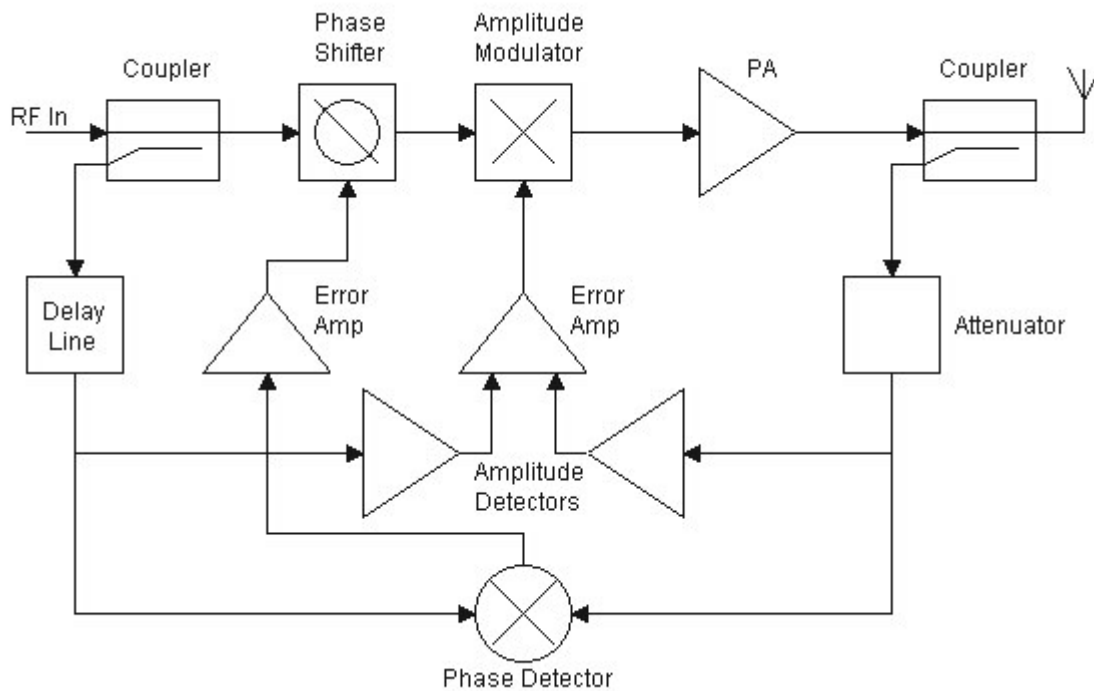 Phase
Shifter
Amplitude
Modulator
Coupler
PA
Coupler
RF In
Delay
Line
Error
Amp
Error
Amp
Attenuator
Amplitude
Detectors
Phase Detector